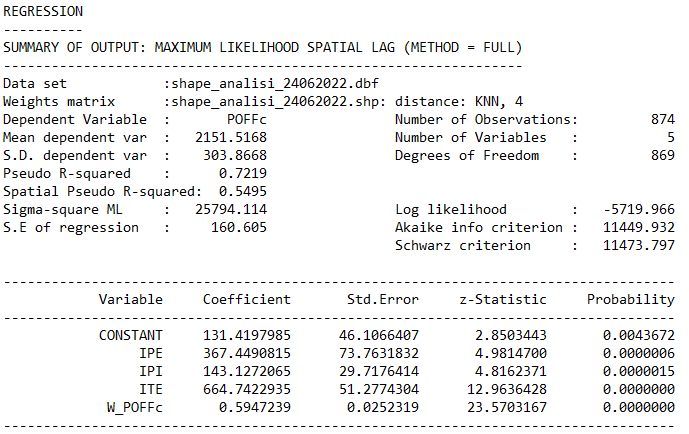 REGRESSION
----------
SUMMARY OF OUTPUT: MAXIMUM LIKELIHOOD SPATIAL LAG (METHOD = FULL)
-----------------------------------------------------------------
Data set            :shape_analisi_24062022.dbf
Weights matrix      :shape_analisi_24062022.shp: distance: KNN, 4
Dependent Variable  :       POFFc                Number of Observations:         874
Mean dependent var  :   2151.5168                Number of Variables   :           5
S.D. dependent var  :    303.8668                Degrees of Freedom    :         869
Pseudo R-squared    :      0.7219
Spatial Pseudo R-squared:  0.5495
Sigma-square ML     :   25794.114                Log likelihood        :   -5719.966
S.E of regression   :     160.605                Akaike info criterion :   11449.932
                                                 Schwarz criterion     :   11473.797
------------------------------------------------------------------------------------
            Variable     Coefficient       Std.Error     z-Statistic     Probability
------------------------------------------------------------------------------------
            CONSTANT     131.4197985      46.1066407       2.8503443       0.0043672
                 IPE     367.4490815      73.7631832       4.9814700       0.0000006
                 IPI     143.1272065      29.7176414       4.8162371       0.0000015
                 ITE     664.7422935      51.2774304      12.9636428       0.0000000
             W_POFFc       0.5947239       0.0252319      23.5703167       0.0000000
------------------------------------------------------------------------------------